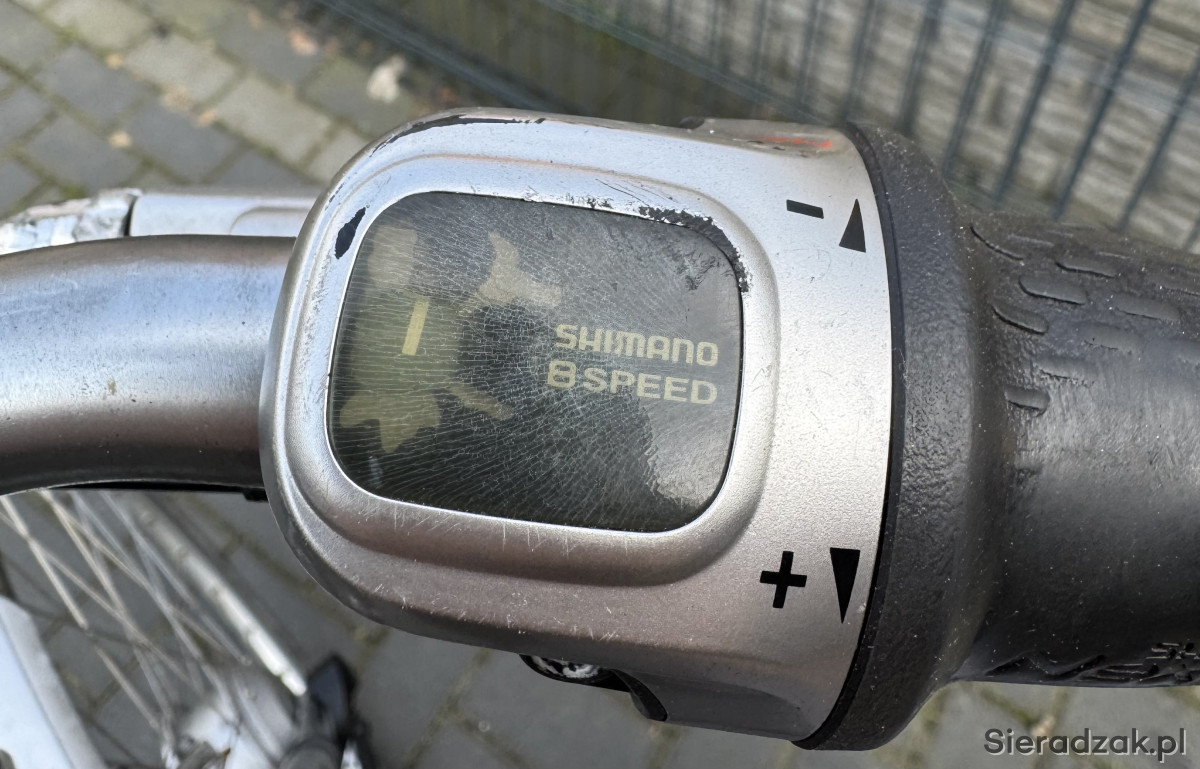 -
1
SHIMANO
8 SPEED
+
Sieradzak.pl